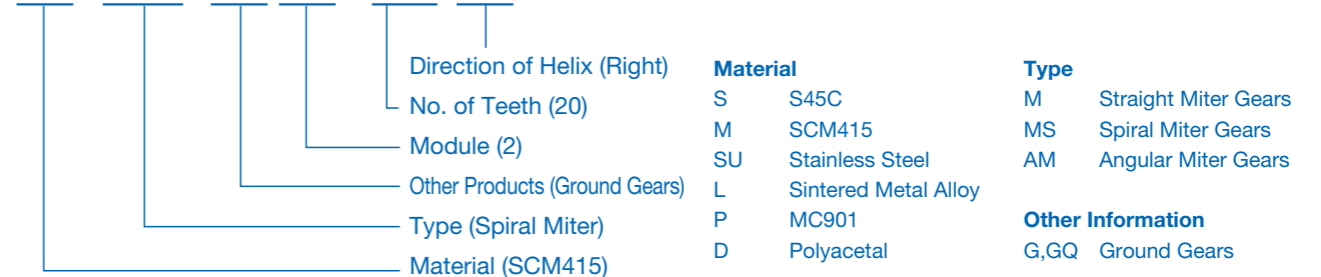 Direction of Helix (Right)
No. of Teeth (20)
Module (2)
Other Products (Ground Gears)
Type (Spiral Miter)
Material (SCM415)
Material
S S45C
M SCM415
SU Stainless Steel
L Sintered Metal Alloy
P MC901
D Polyacetal
Type
M Straight Miter Gears
MS Spiral Miter Gears
AM Angular Miter Gears
Other Information
G,GQ Ground Gears